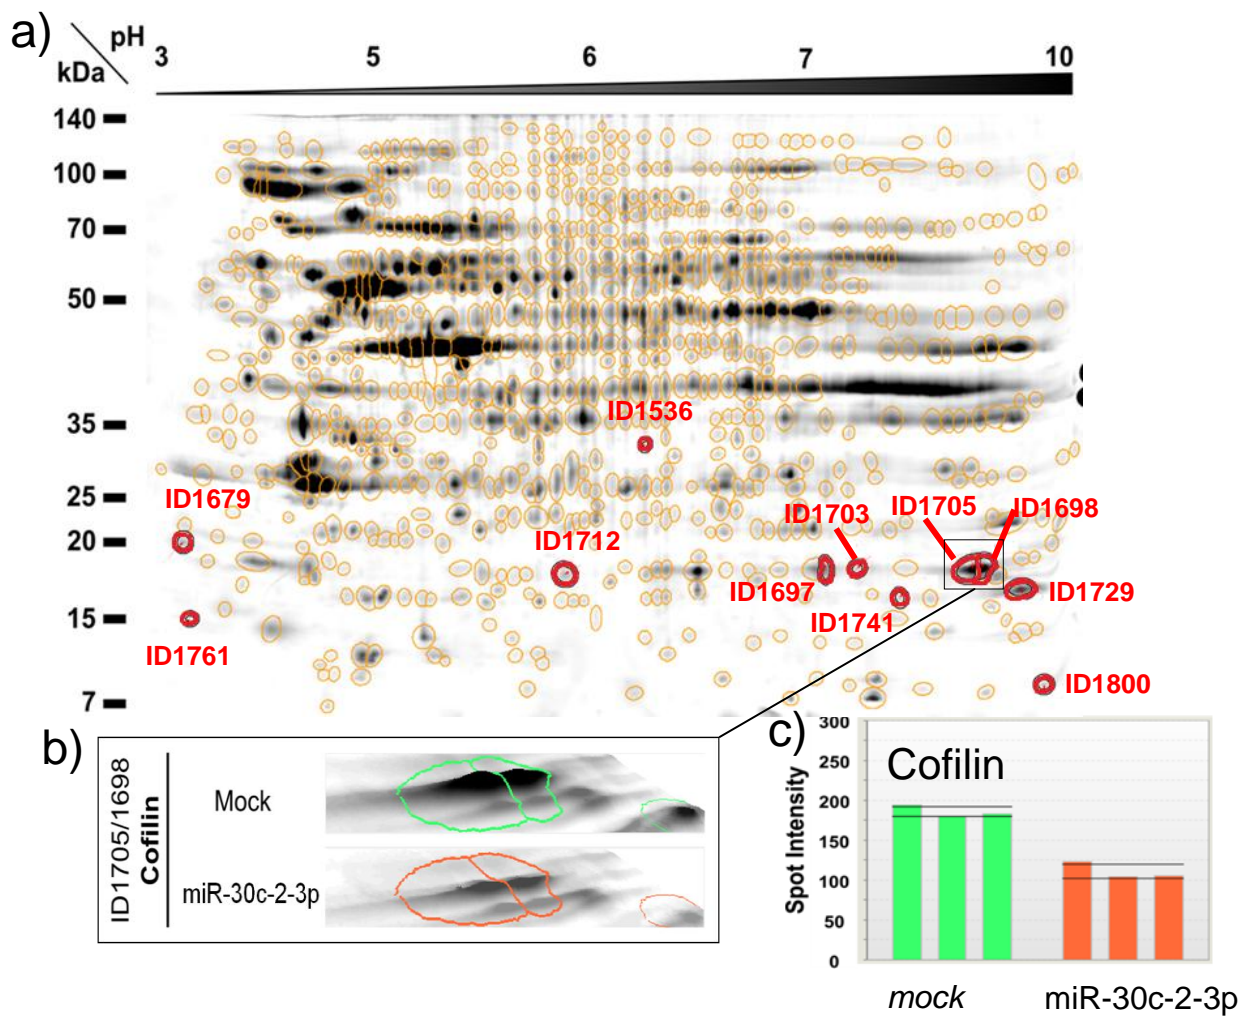 a)
pH
kDa
3
5
6
7
10
140
100
70
50
35
25
20
15
7
ID1536
ID1679
ID1712
ID1703
ID1705
ID1698
ID1697
ID1741
ID1729
ID1761
ID1800
b)
ID1705/1698
Cofilin
Mock
miR-30c-2-3p
c)
Cofilin
Spot Intensity
300
250
200
150
100
50
0
mock
miR-30c-2-3p